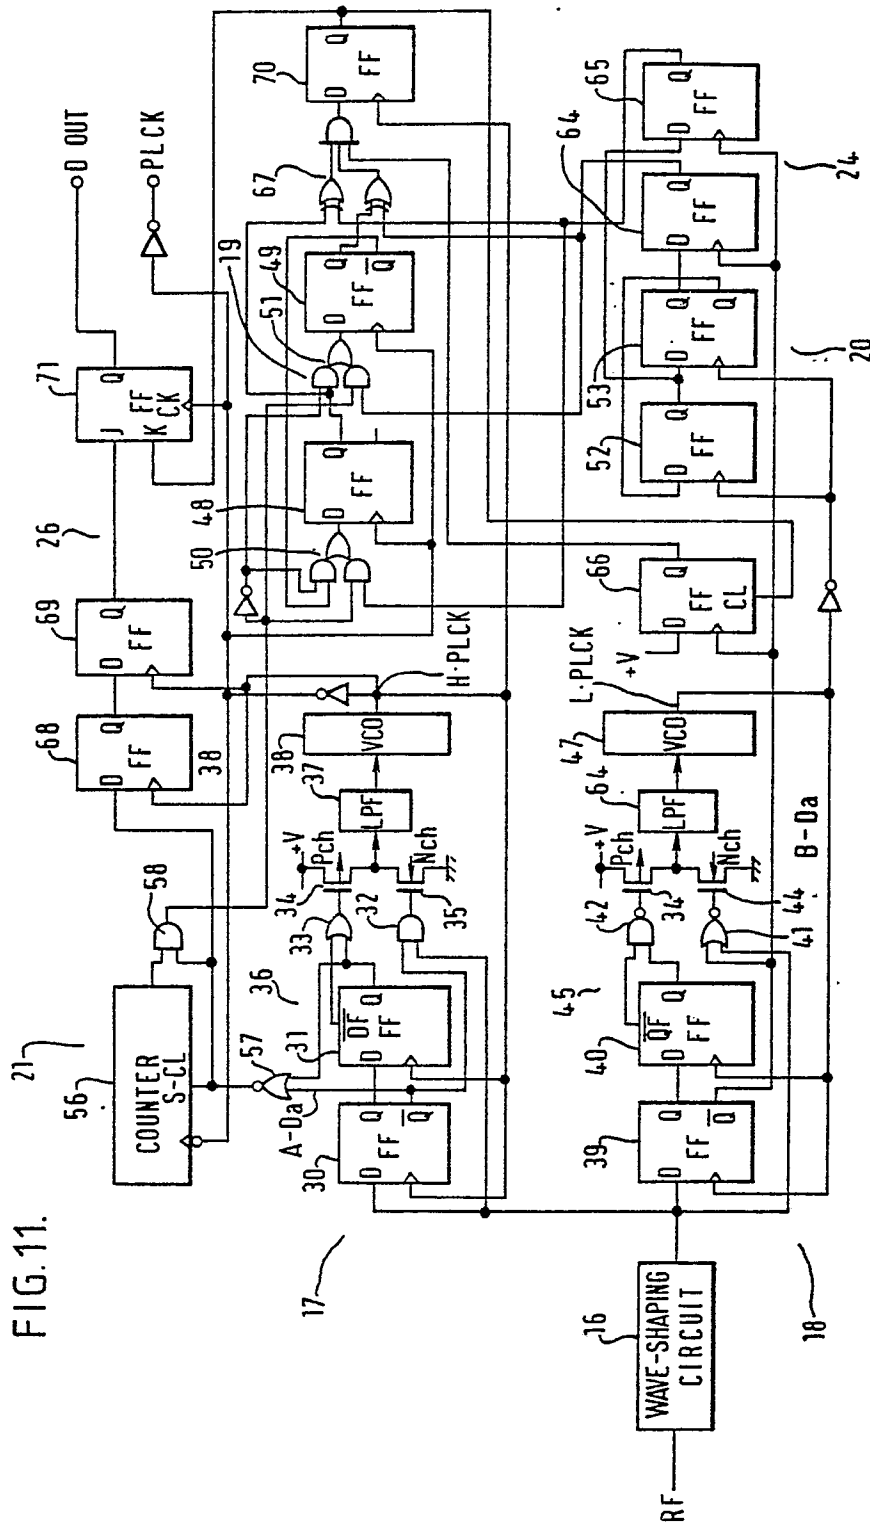 FIG.11.
21
56
COUNTER
S-CL
58
68
D
Q
FF
69
D
Q
FF
26
71
J
Q
FF
K
CK
D OUT
PLCK
38
57
A-Da
17
30
D
Q
FF
Q
31
D
Q
FF
DF
36
33
32
34
+V
Pch
Nch
35
37
LPF
38
VCO
H·PLCK
50
48
D
Q
FF
51
19
49
D
Q
FF
Q
67
70
D
Q
FF
RF
16
WAVE-SHAPING
CIRCUIT
18
39
D
Q
FF
Q
40
D
Q
FF
QF
45
42
41
34
+V
Pch
Nch
44
64
LPF
47
VCO
L·PLCK
B-Da
+V
66
D
Q
FF
CL
52
D
Q
FF
53
D
Q
FF
Q
20
64
D
Q
FF
65
D
Q
FF
24